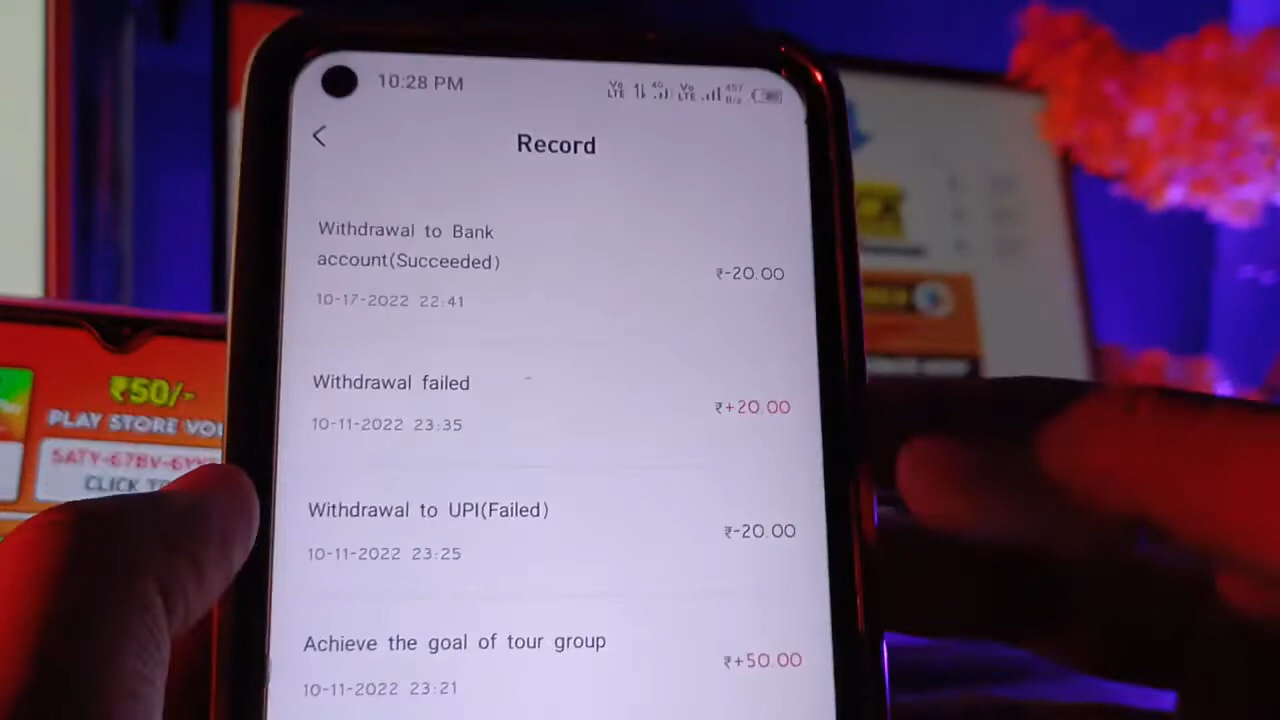 10:28 PM
Record
Withdrawal to Bank
account(Succeeded)
₹-20.00
10-17-2022 22:41
Withdrawal failed
₹+20.00
10-11-2022 23:35
Withdrawal to UPI(Failed)
₹-20.00
10-11-2022 23:25
Achieve the goal of tour group
₹+50.00
10-11-2022 23:21
₹50/-
PLAY STORE
CLICK